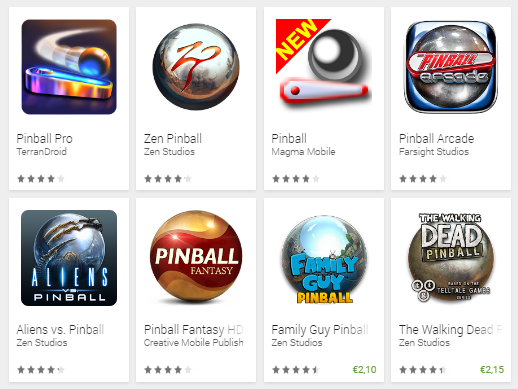 NEW
PINBALL
arcade
Pinball Pro
TerranDroid
Zen Pinball
Zen Studios
Pinball
Magma Mobile
Pinball Arcade
Farsight Studios
ALIENS
VS.
PINBALL
PINBALL
FANTASY
FAMILY
GUY
PINBALL
THE WALKING
DEAD
PINBALL
BASED ON THE
TELLTALE GAMES
SERIES
Aliens vs. Pinball
Zen Studios
Pinball Fantasy HD
Creative Mobile Publish
Family Guy Pinball
Zen Studios
€2,10
The Walking Dead P
Zen Studios
€2,15